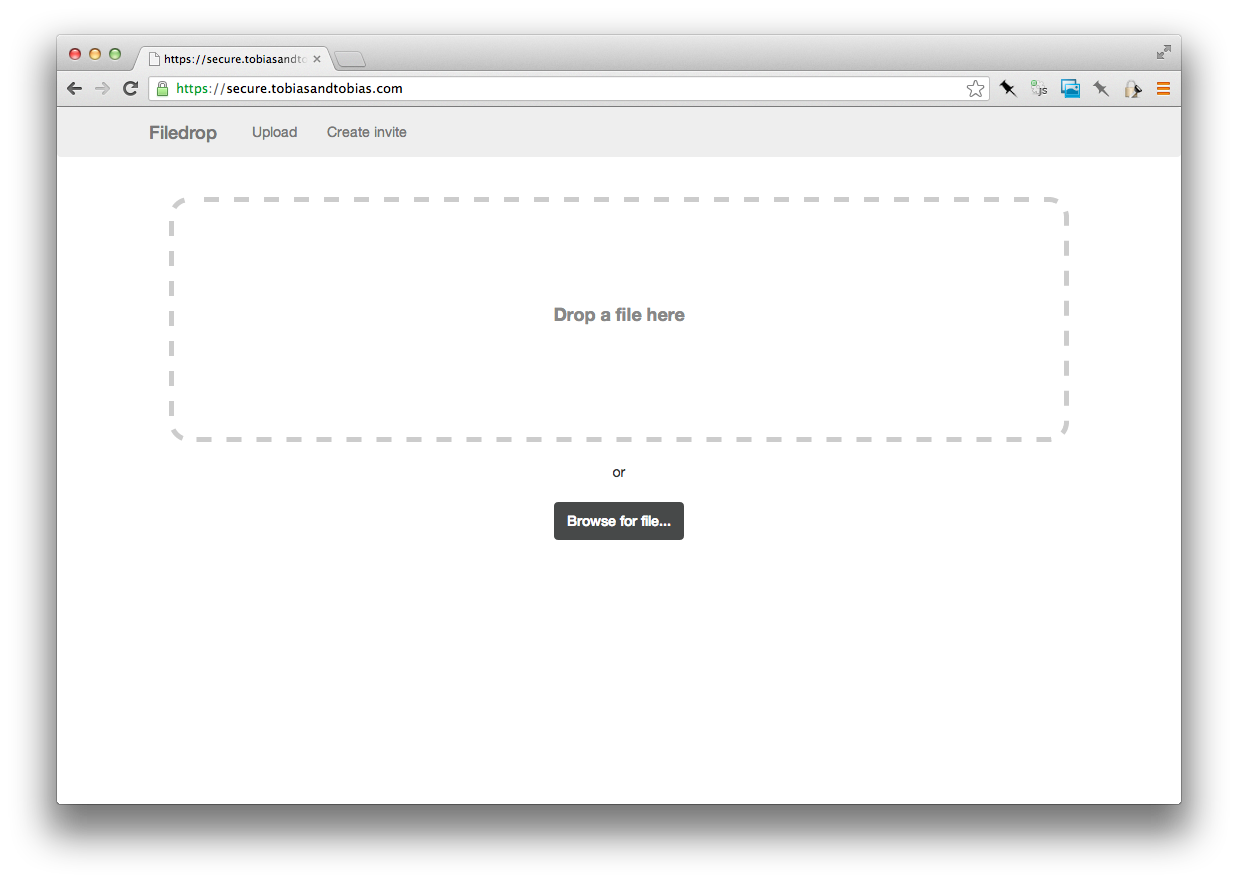 https://secure.tobiasandto
https://secure.tobiasandtobias.com
js
Filedrop Upload Create invite
Drop a file here
or
Browse for file...